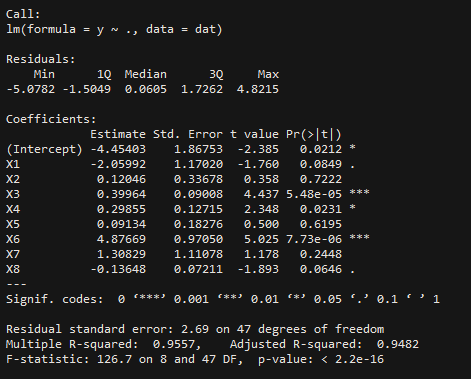 Call:
lm(formula = y ~ ., data = dat)
Residuals:
    Min      1Q  Median      3Q     Max
-5.0782 -1.5049  0.0605  1.7262  4.8215
Coefficients:
            Estimate Std. Error t value Pr(>|t|)
(Intercept) -4.45403    1.86753  -2.385   0.0212 *
X1          -2.05992    1.17020  -1.760   0.0849 .
X2           0.12046    0.33678   0.358   0.7222
X3           0.39964    0.09008   4.437 5.48e-05 ***
X4           0.29855    0.12715   2.348   0.0231 *
X5           0.09134    0.18276   0.500   0.6195
X6           4.87669    0.97050   5.025 7.73e-06 ***
X7           1.30829    1.11078   1.178   0.2448
X8          -0.13648    0.07211  -1.893   0.0646 .
---
Signif. codes:  0 ‘***’ 0.001 ‘**’ 0.01 ‘*’ 0.05 ‘.’ 0.1 ‘ ’ 1
Residual standard error: 2.69 on 47 degrees of freedom
Multiple R-squared:  0.9557,    Adjusted R-squared:  0.9482
F-statistic: 126.7 on 8 and 47 DF,  p-value: < 2.2e-16